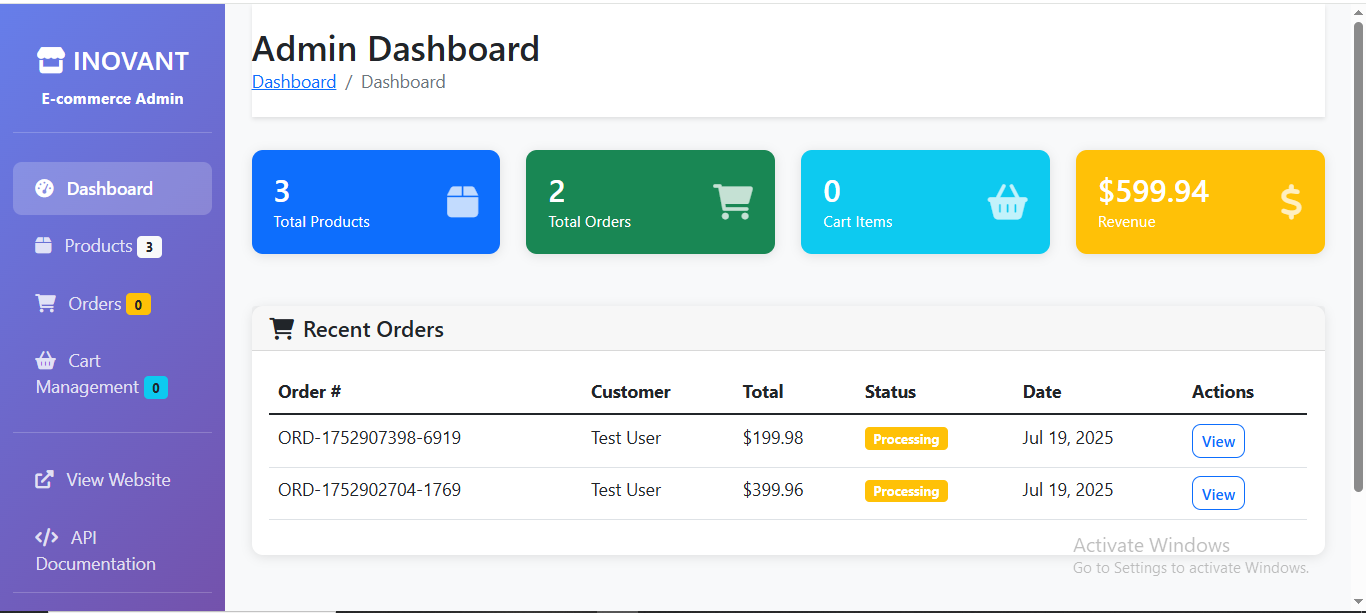 INOVANT
E-commerce Admin
Dashboard
Products 3
Orders 0
Cart
Management 0
View Website
API
Documentation
Admin Dashboard
Dashboard / Dashboard
3
Total Products
2
Total Orders
0
Cart Items
$599.94
Revenue
Recent Orders
Order # Customer Total Status Date Actions
ORD-1752907398-6919 Test User $199.98 Processing Jul 19, 2025 View
ORD-1752902704-1769 Test User $399.96 Processing Jul 19, 2025 View
Activate Windows
Go to Settings to activate Windows.